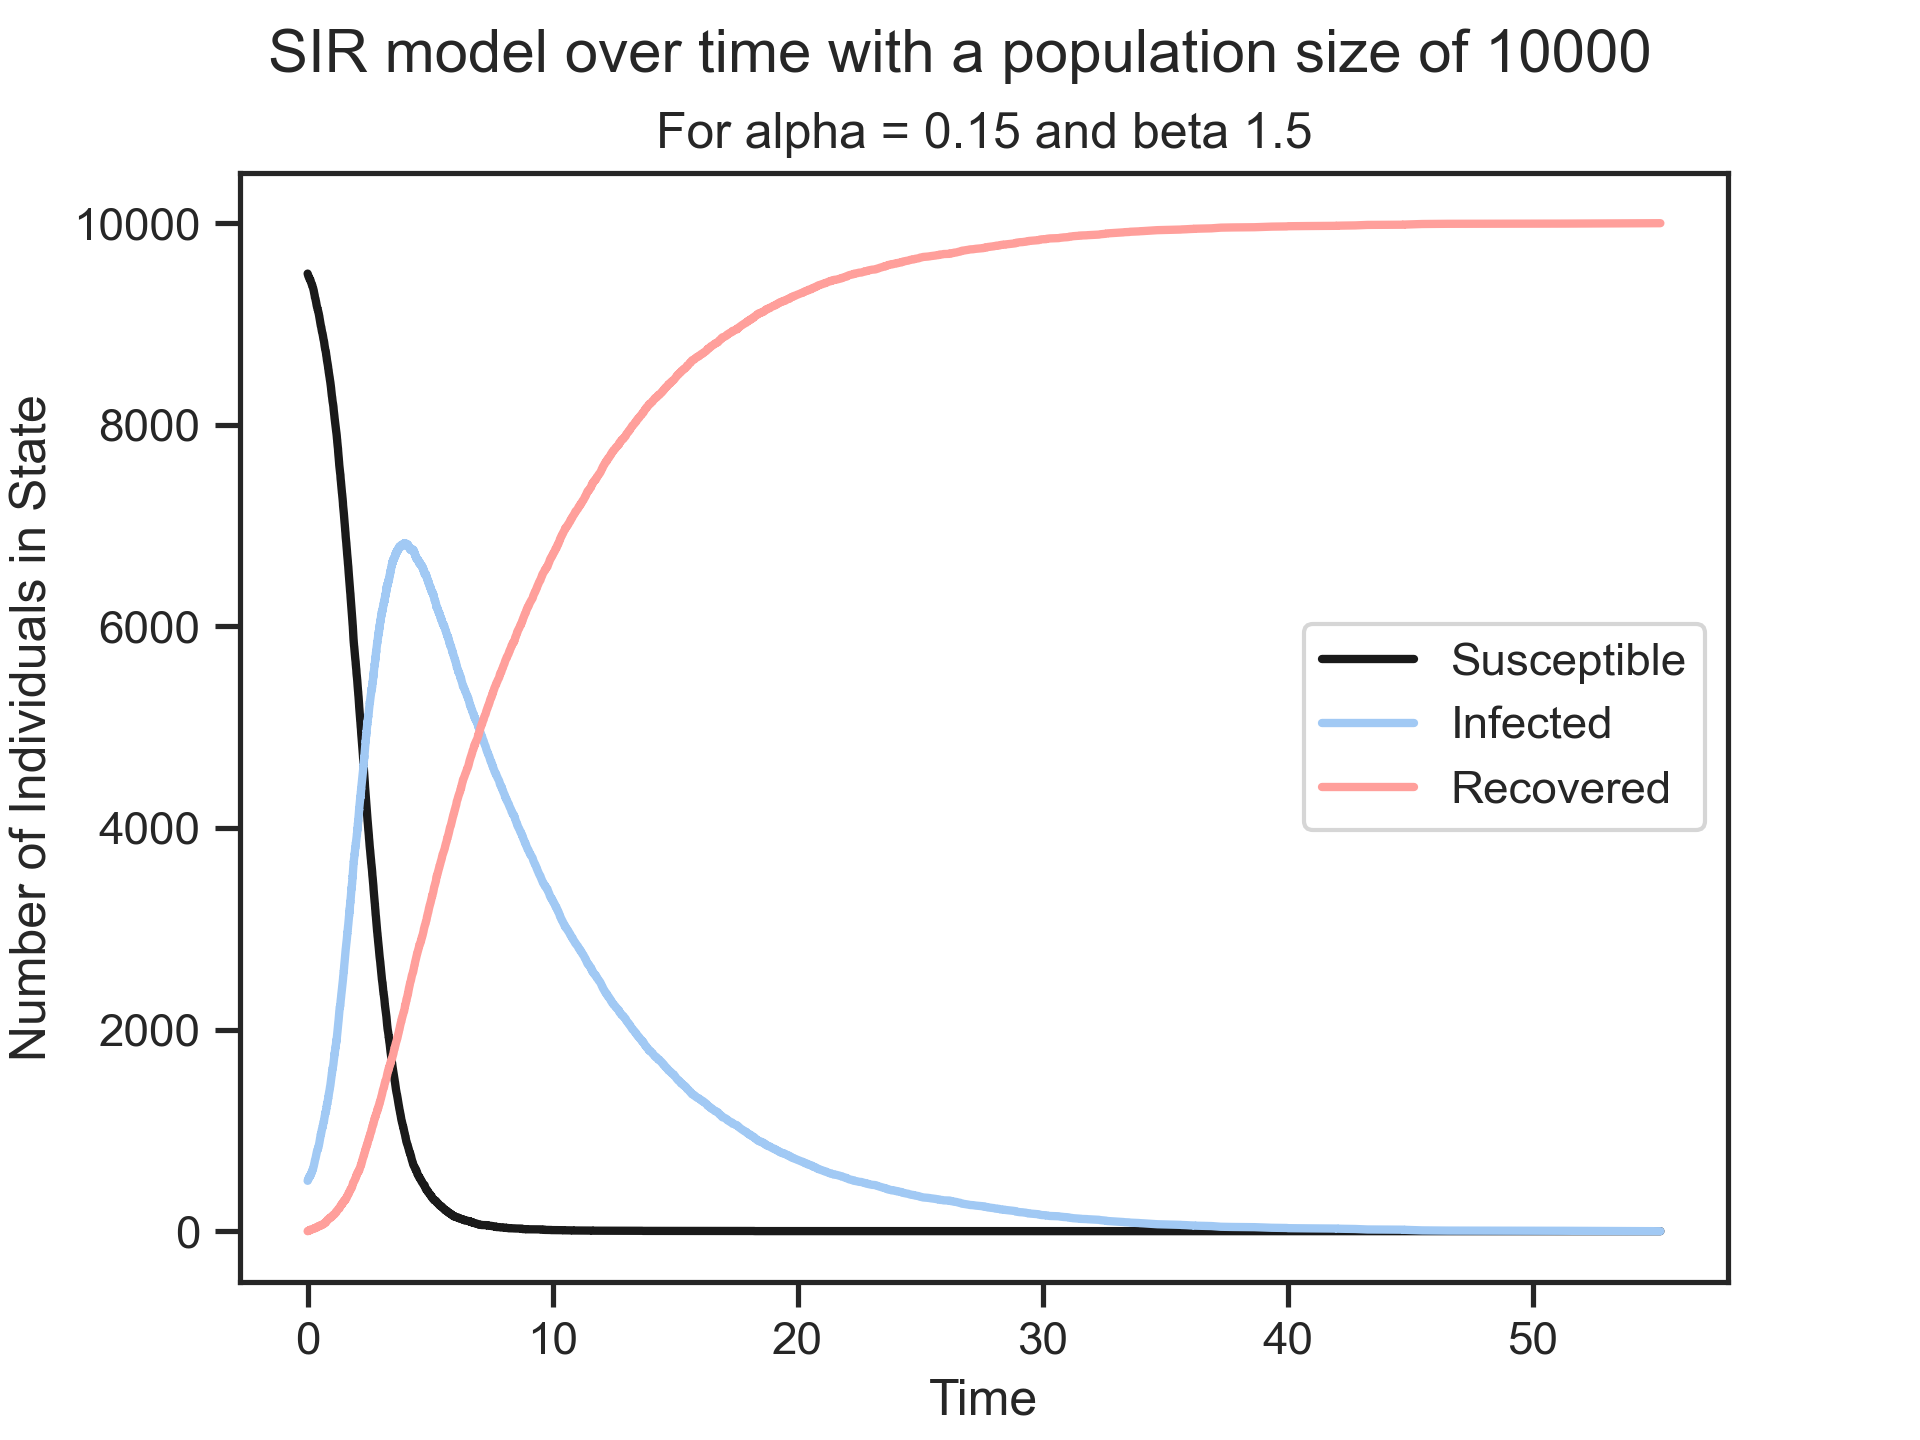 SIR model over time with a population size of 10000
For alpha = 0.15 and beta 1.5
Number of Individuals in State
10000
8000
6000
4000
2000
0
Susceptible
Infected
Recovered
0 10 20 30 40 50
Time